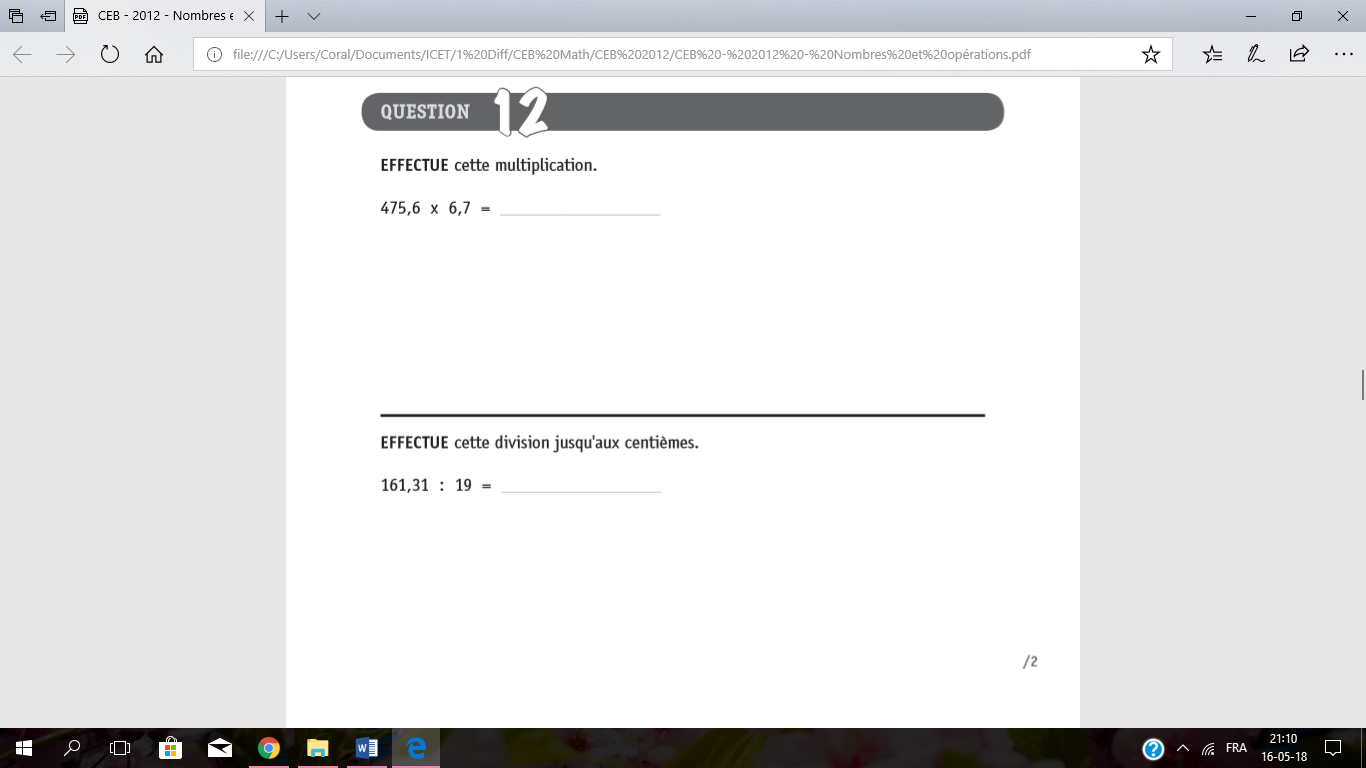 CEB - 2012 - Nombres e
file:///C:/Users/Coral/Documents/ICET/1%20Diff/CEB%20Math/CEB%202012/CEB%20-%202012%20-%20Nombres%20et%20opérations.pdf
QUESTION 12
EFFECTUE cette multiplication.
475,6 x 6,7 =
EFFECTUE cette division jusqu'aux centièmes.
161,31 : 19 =
/2
FRA
21:10
16-05-18